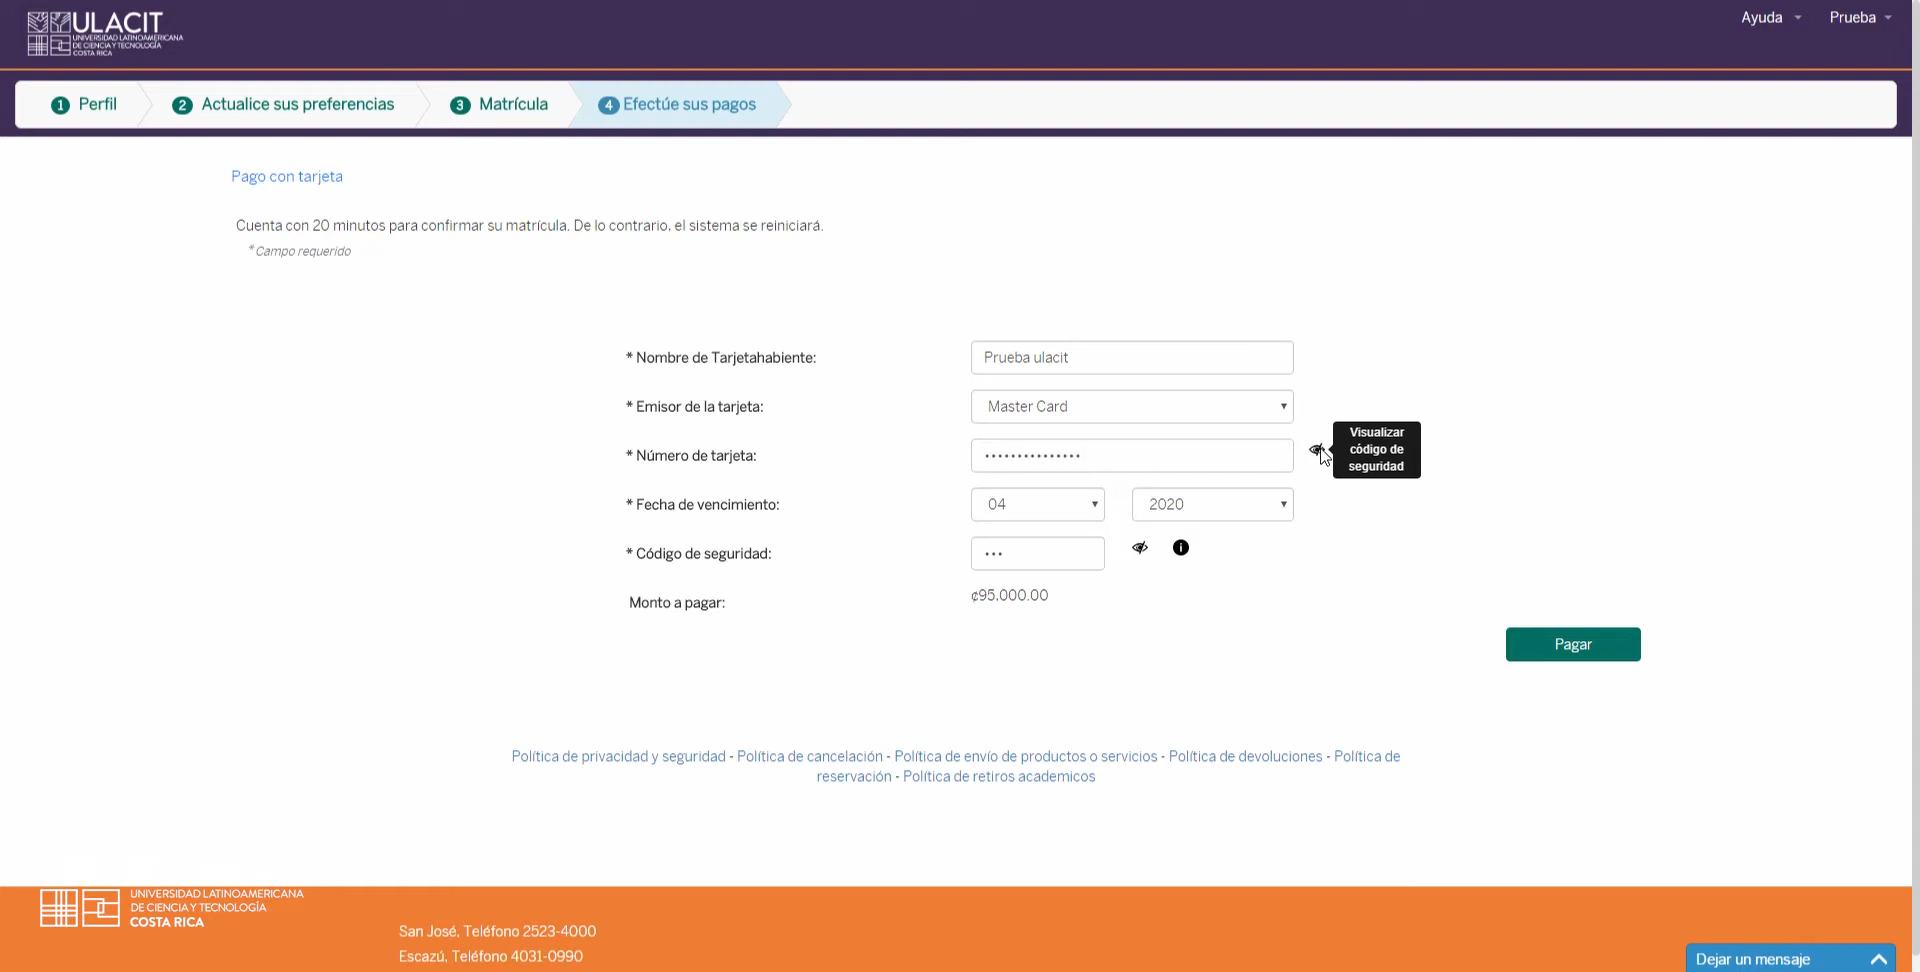 ULACIT
UNIVERSIDAD LATINOAMERICANA
DE CIENCIA Y TECNOLOGÍA
COSTA RICA
Ayuda
Prueba
1 Perfil
2 Actualice sus preferencias
3 Matrícula
4 Efectúe sus pagos
Pago con tarjeta
Cuenta con 20 minutos para confirmar su matrícula. De lo contrario, el sistema se reiniciará.
* Campo requerido
* Nombre de Tarjetahabiente: Prueba ulacit
* Emisor de la tarjeta: Master Card
* Número de tarjeta: •••••••••••••••
Visualizar
código de
seguridad
* Fecha de vencimiento: 04 2020
* Código de seguridad: •••
Monto a pagar: ¢95,000.00
Pagar
Política de privacidad y seguridad - Política de cancelación - Política de envío de productos o servicios - Política de devoluciones - Política de
reservación - Política de retiros academicos
UNIVERSIDAD LATINOAMERICANA
DE CIENCIA Y TECNOLOGÍA
COSTA RICA
San José, Teléfono 2523-4000
Escazú, Teléfono 4031-0990
Dejar un mensaje